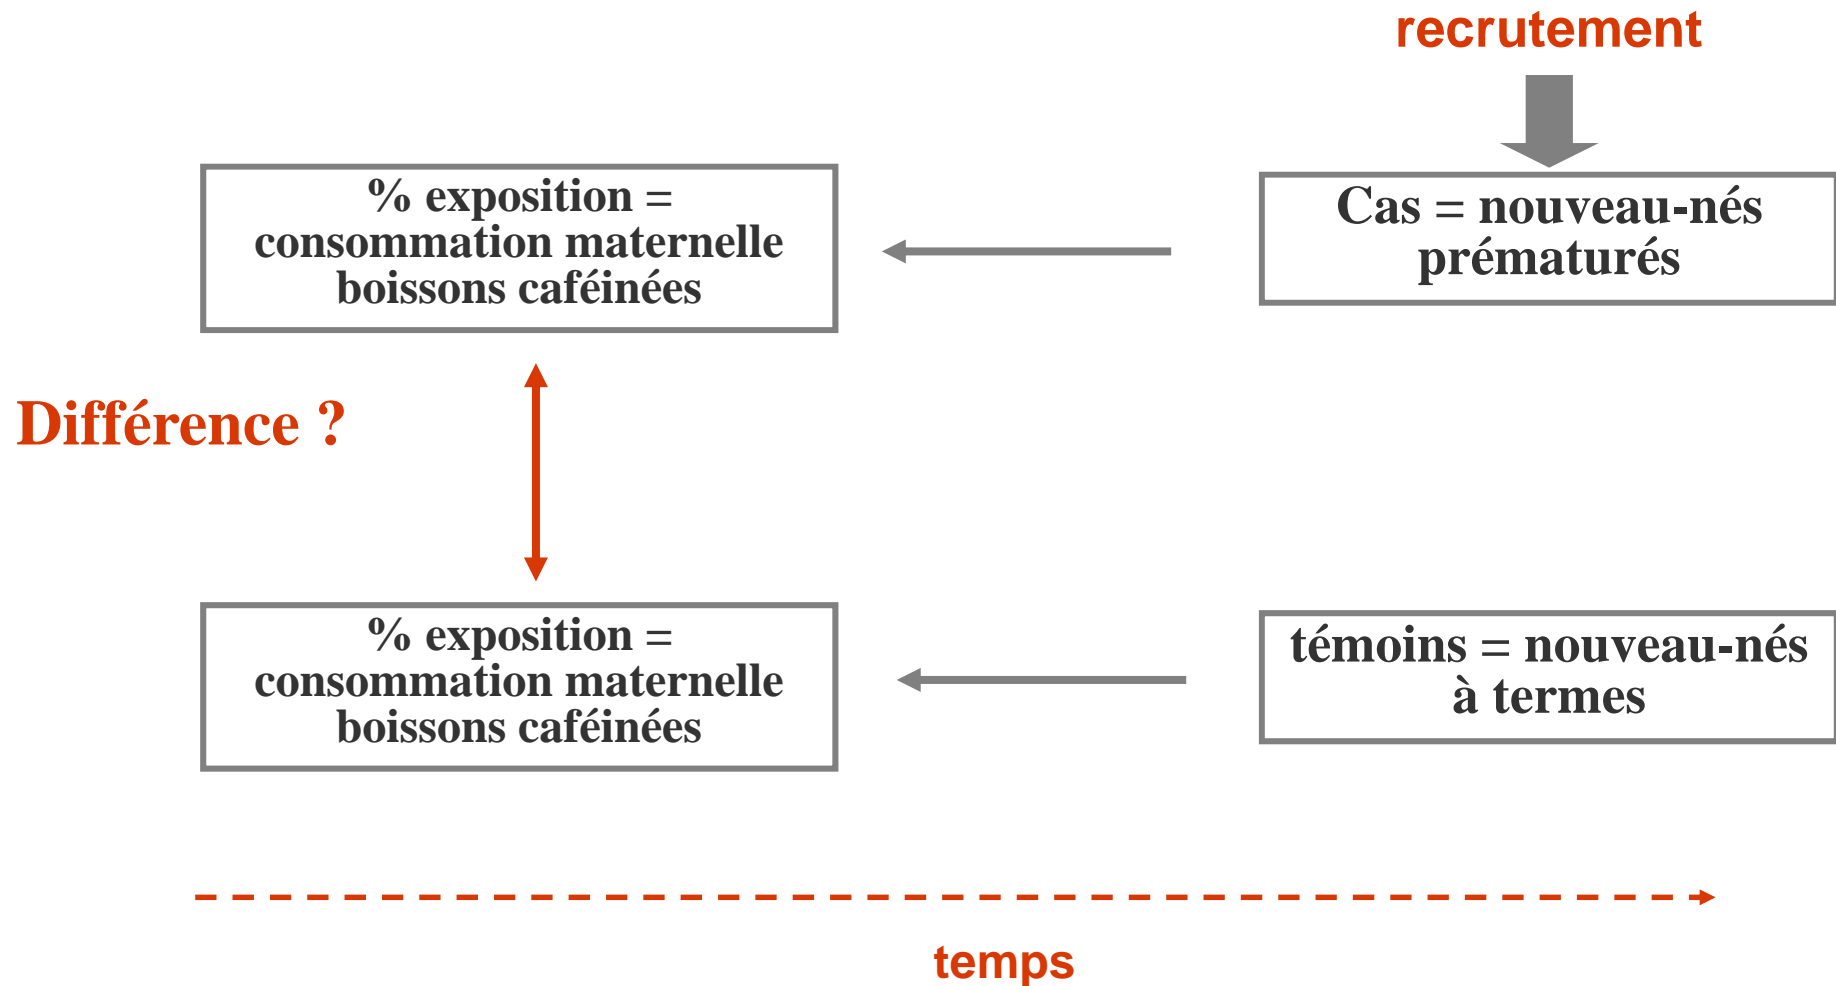 recrutement
% exposition =
consommation maternelle
boissons caféinées
Cas = nouveau-nés
prématurés
Différence ?
% exposition =
consommation maternelle
boissons caféinées
témoins = nouveau-nés
à termes
temps